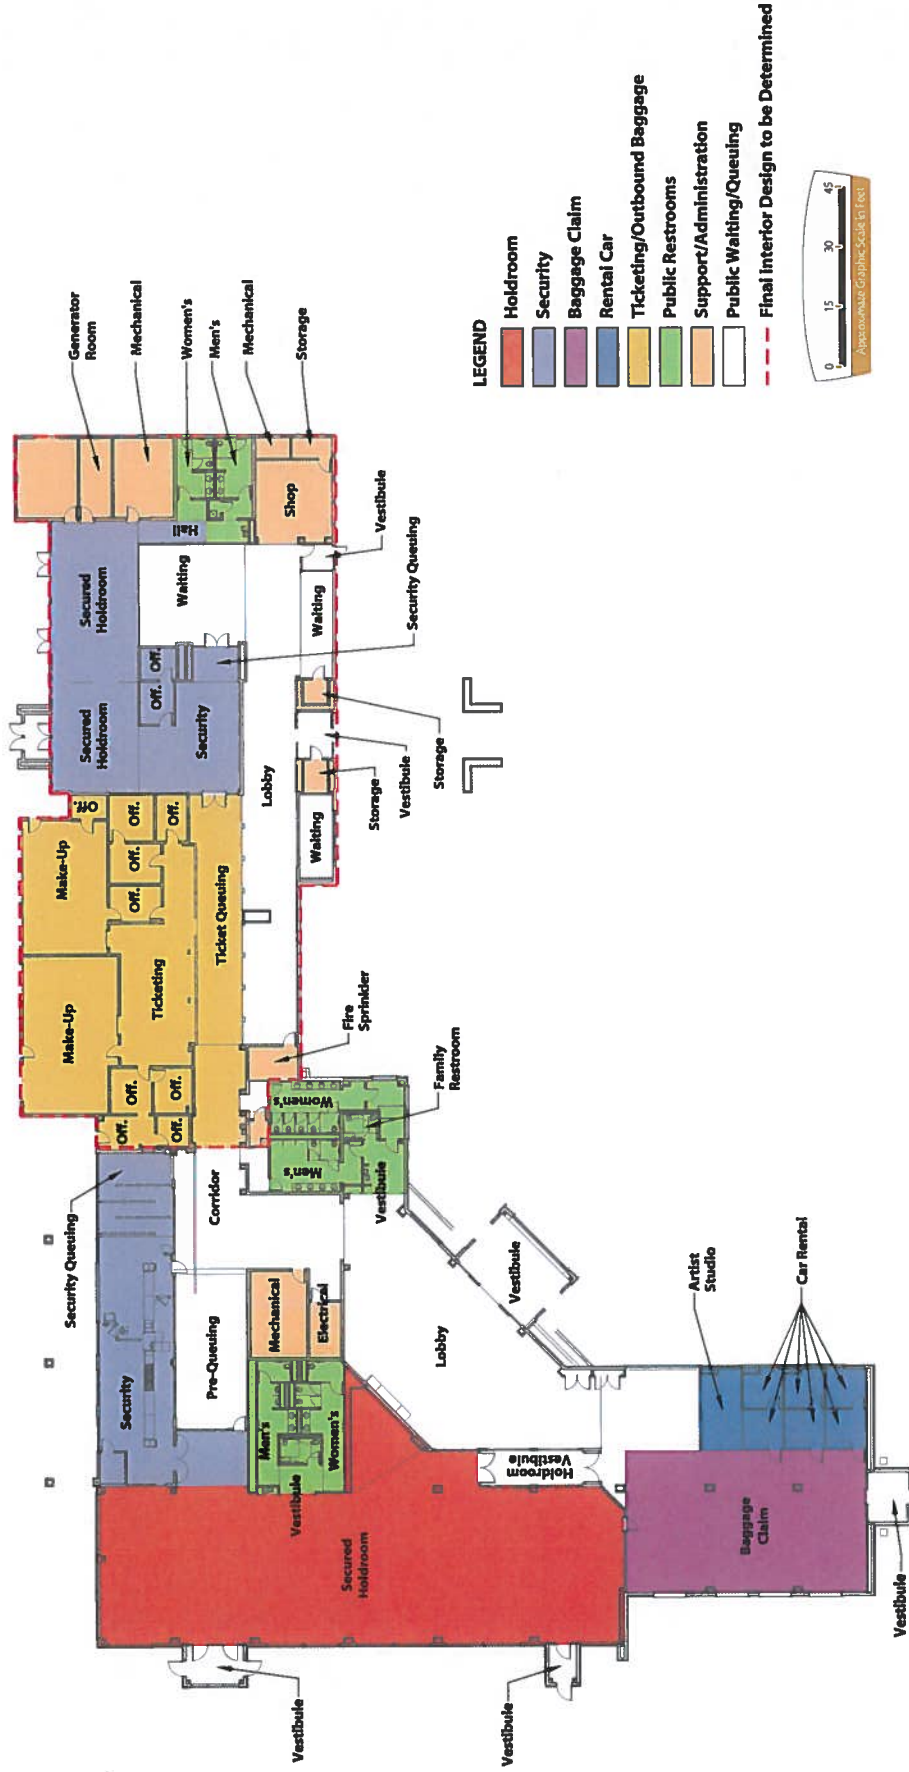 Generator
Room
Mechanical
Women's
Men's
Mechanical
Storage
Hall
Shop
Vestibule
Secured
Holdroom
Waiting
Waiting
Security Queuing
Off.
Off.
Secured
Holdroom
Security
Storage
Vestibule
Storage
Lobby
Waiting
Make-Up
Off.
Off.
Off.
Off.
Off.
Ticket Queuing
Make-Up
Ticketing
Off.
Off.
Off.
Off.
Fire
Sprinkler
Women's
Family
Restroom
Men's
Vestibule
Security Queuing
Corridor
Security
Pre-Queuing
Mechanical
Electrical
Lobby
Vestibule
Men's
Women's
Vestibule
Holdroom
Vestibule
Secured
Holdroom
Artist
Studio
Car Rental
Baggage
Claim
Vestibule
Vestibule
Vestibule
LEGEND
Holdroom
Security
Baggage Claim
Rental Car
Ticketing/Outbound Baggage
Public Restrooms
Support/Administration
Public Waiting/Queuing
Final Interior Design to be Determined
0 15 30 45
Approximate Graphic Scale in Feet